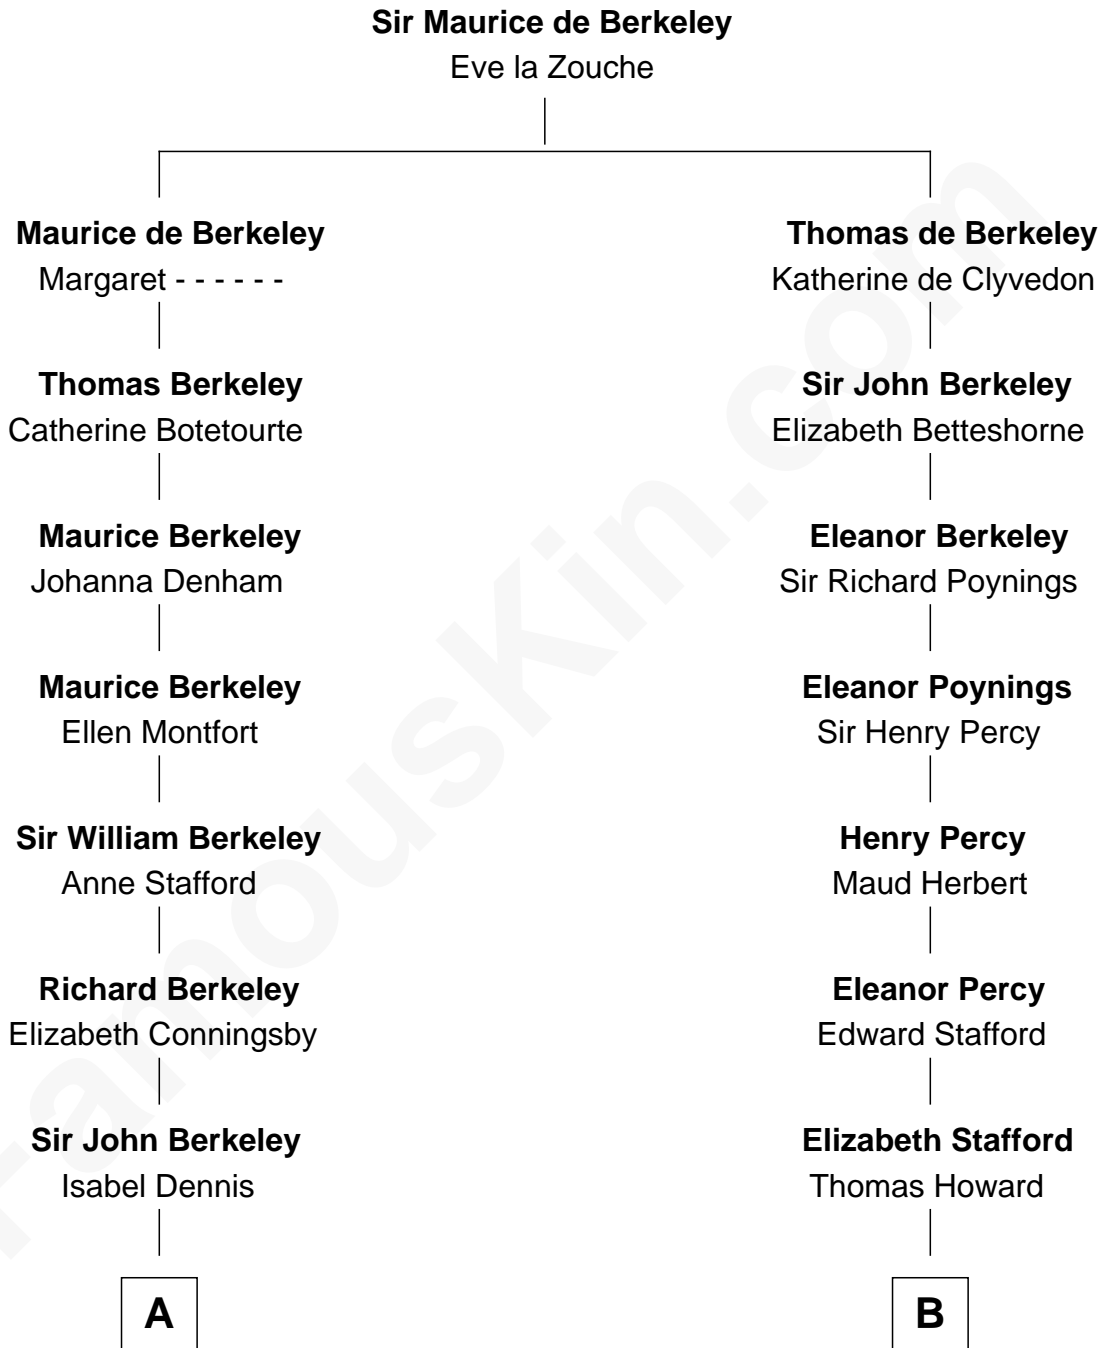 Sir Maurice de Berkeley
Eve la Zouche
Maurice de Berkeley
Margaret - - - - - -
Thomas Berkeley
Catherine Botetourte
Maurice Berkeley
Johanna Denham
Maurice Berkeley
Ellen Montfort
Sir William Berkeley
Anne Stafford
Richard Berkeley
Elizabeth Conningsby
Sir John Berkeley
Isabel Dennis
A
Thomas de Berkeley
Katherine de Clyvedon
Sir John Berkeley
Elizabeth Betteshorne
Eleanor Berkeley
Sir Richard Poynings
Eleanor Poynings
Sir Henry Percy
Henry Percy
Maud Herbert
Eleanor Percy
Edward Stafford
Elizabeth Stafford
Thomas Howard
B
FamousKin.com